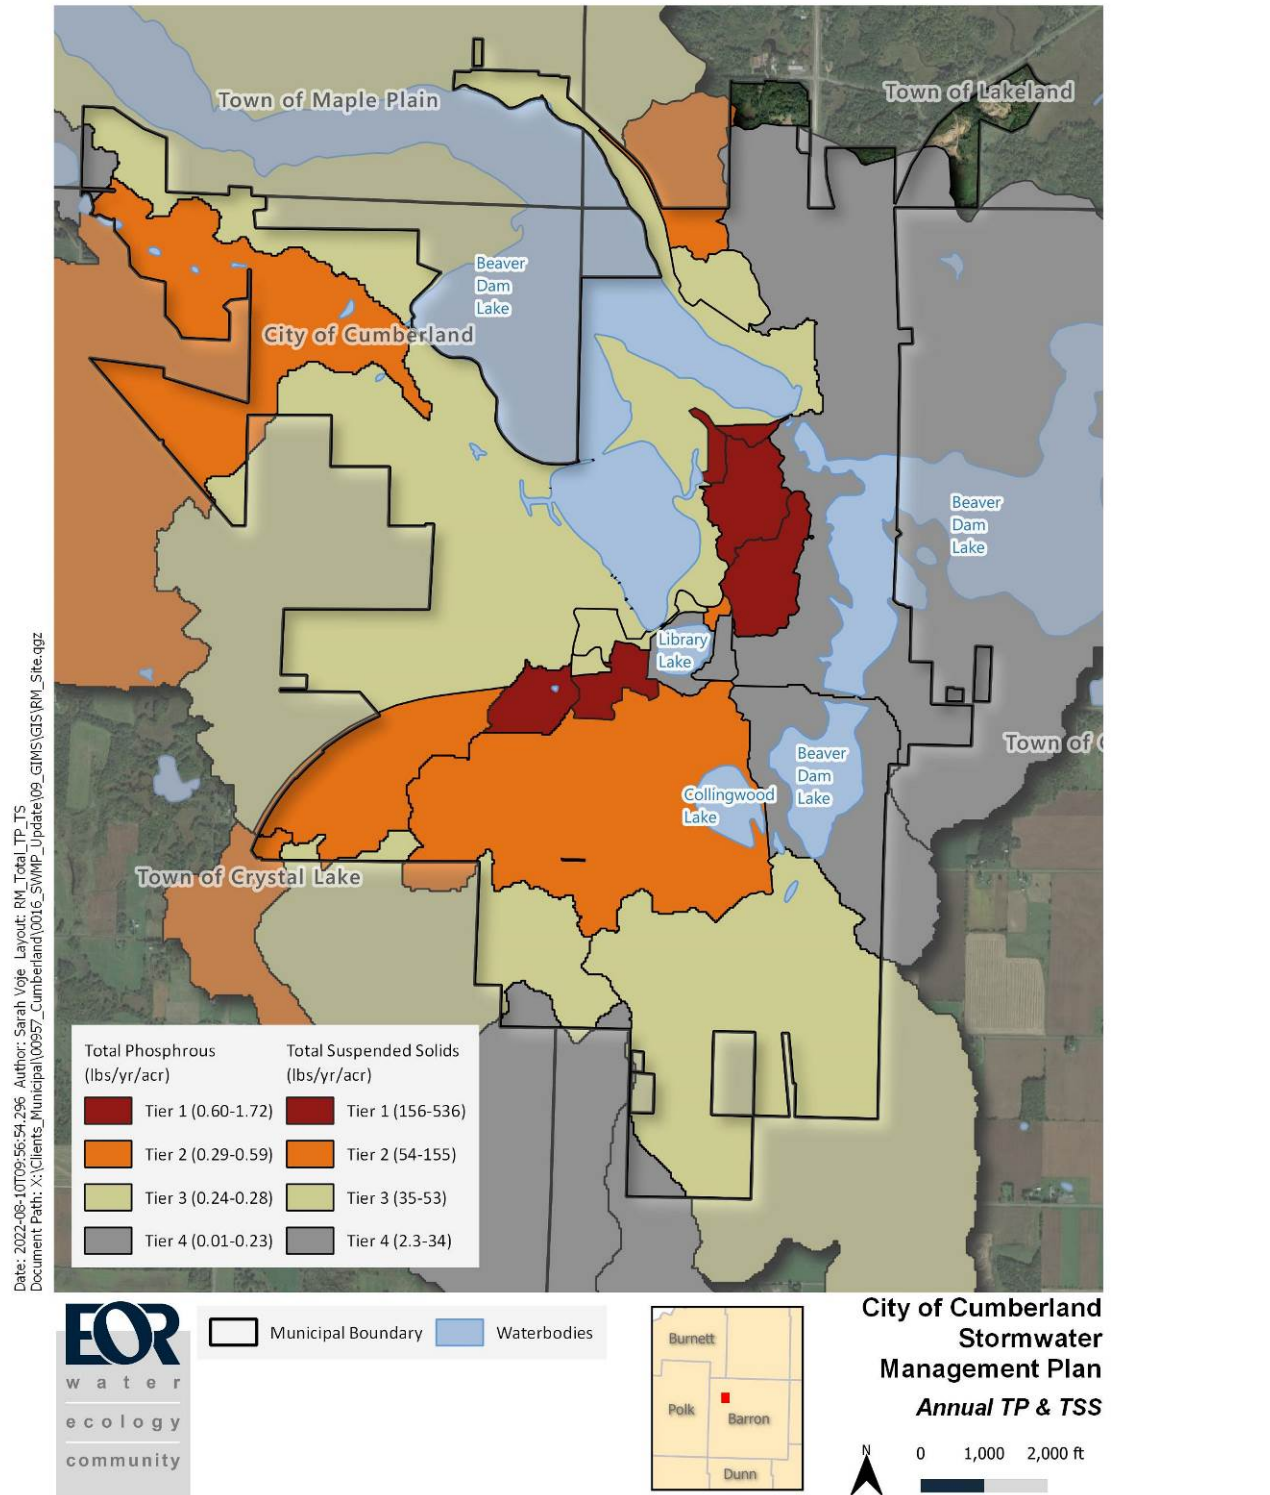 Town of Maple Plain
Town of Lakeland
Beaver
Dam
Lake
City of Cumberland
Beaver
Dam
Lake
Library
Lake
Town of C
Beaver
Dam
Lake
Collingwood
Lake
Town of Crystal Lake
Total Phosphrous
(lbs/yr/acr)
Total Suspended Solids
(lbs/yr/acr)
Tier 1 (0.60-1.72)
Tier 1 (156-536)
Tier 2 (0.29-0.59)
Tier 2 (54-155)
Tier 3 (0.24-0.28)
Tier 3 (35-53)
Tier 4 (0.01-0.23)
Tier 4 (2.3-34)
Date: 2022-08-10T09:56:54.296 Author: Sarah Voje Layout: RM_Total_TP_TS
Document Path: X:\Clients_Municipal\00957_Cumberland\0016_SWMP_Update\09_GIMS\GIS\RM_Site.qgz
EOR
water
ecology
community
Municipal Boundary
Waterbodies
Burnett
Polk
Barron
Dunn
City of Cumberland
Stormwater
Management Plan
Annual TP & TSS
N
0 1,000 2,000 ft